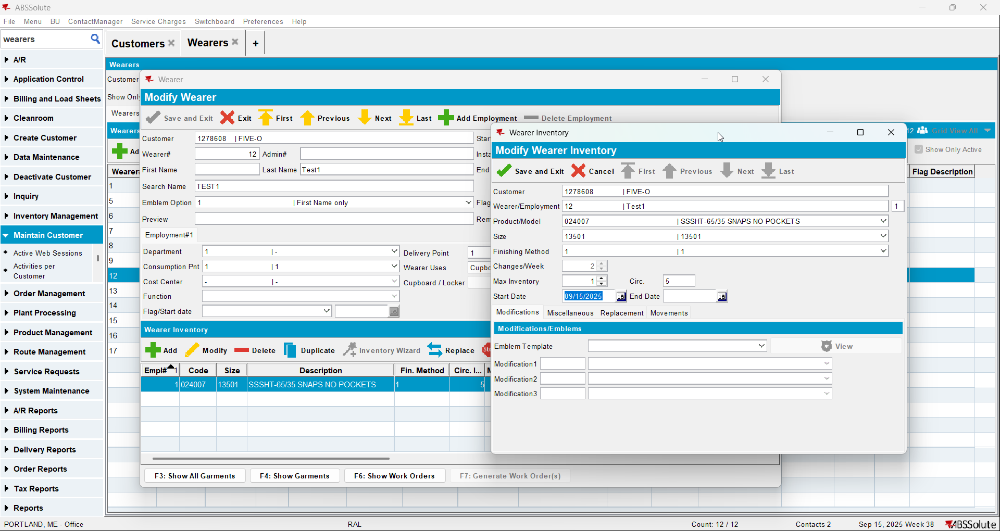 ABSSolute
File Menu BU ContactManager Service Charges Switchboard Preferences Help
wearers
Customers
Wearers
+
A/R
Application Control
Billing and Load Sheets
Cleanroom
Create Customer
Data Maintenance
Deactivate Customer
Inquiry
Inventory Management
Maintain Customer
Active Web Sessions
Activities per
Customer
Order Management
Plant Processing
Product Management
Route Management
Service Requests
System Maintenance
A/R Reports
Billing Reports
Delivery Reports
Order Reports
Tax Reports
Reports
Wearers
Customer
Show Onl
Wearers
Wearers
Ad
Wearer
1
5
6
7
8
9
12
13
14
15
16
17
12 Grid View All
Show Only Active
Flag Description
Wearer
Modify Wearer
Save and Exit Exit First Previous Next Last Add Employment Delete Employment
Customer 1278608 | FIVE-O Star
Wearer# 12 Admin# Insta
First Name Last Name Test1 End
Search Name TEST1
Emblem Option 1 | First Name only Flag
Preview Rem
Employment#1
Department 1 | - Delivery Point 1
Consumption Pnt 1 | 1 Wearer Uses Cupbo
Cost Center - | - Cupboard / Locker
Function
Flag/Start date 16
Wearer Inventory
Add Modify Delete Duplicate Inventory Wizard Replace
Empl# 1 Code Size Description Fin. Method Circ. I...
1 024007 13501 SSSHT-65/35 SNAPS NO POCKETS 1 5
F3: Show All Garments F4: Show Garments F6: Show Work Orders F7: Generate Work Order(s)
Wearer Inventory
Modify Wearer Inventory
Save and Exit Cancel First Previous Next Last
Customer 1278608 | FIVE-O
Wearer/Employment 12 | Test1 1
Product/Model 024007 | SSSHT-65/35 SNAPS NO POCKETS
Size 13501 | 13501
Finishing Method 1 | 1
Changes/Week 2
Max Inventory 1 Circ. 5
Start Date 09/15/2025 16 End Date 16
Modifications Miscellaneous Replacement Movements
Modifications/Emblems
Emblem Template View
Modification1
Modification2
Modification3
PORTLAND, ME - Office RAL Count: 12 / 12 Contacts 2 Sep 15, 2025 Week 38 ABSSolute